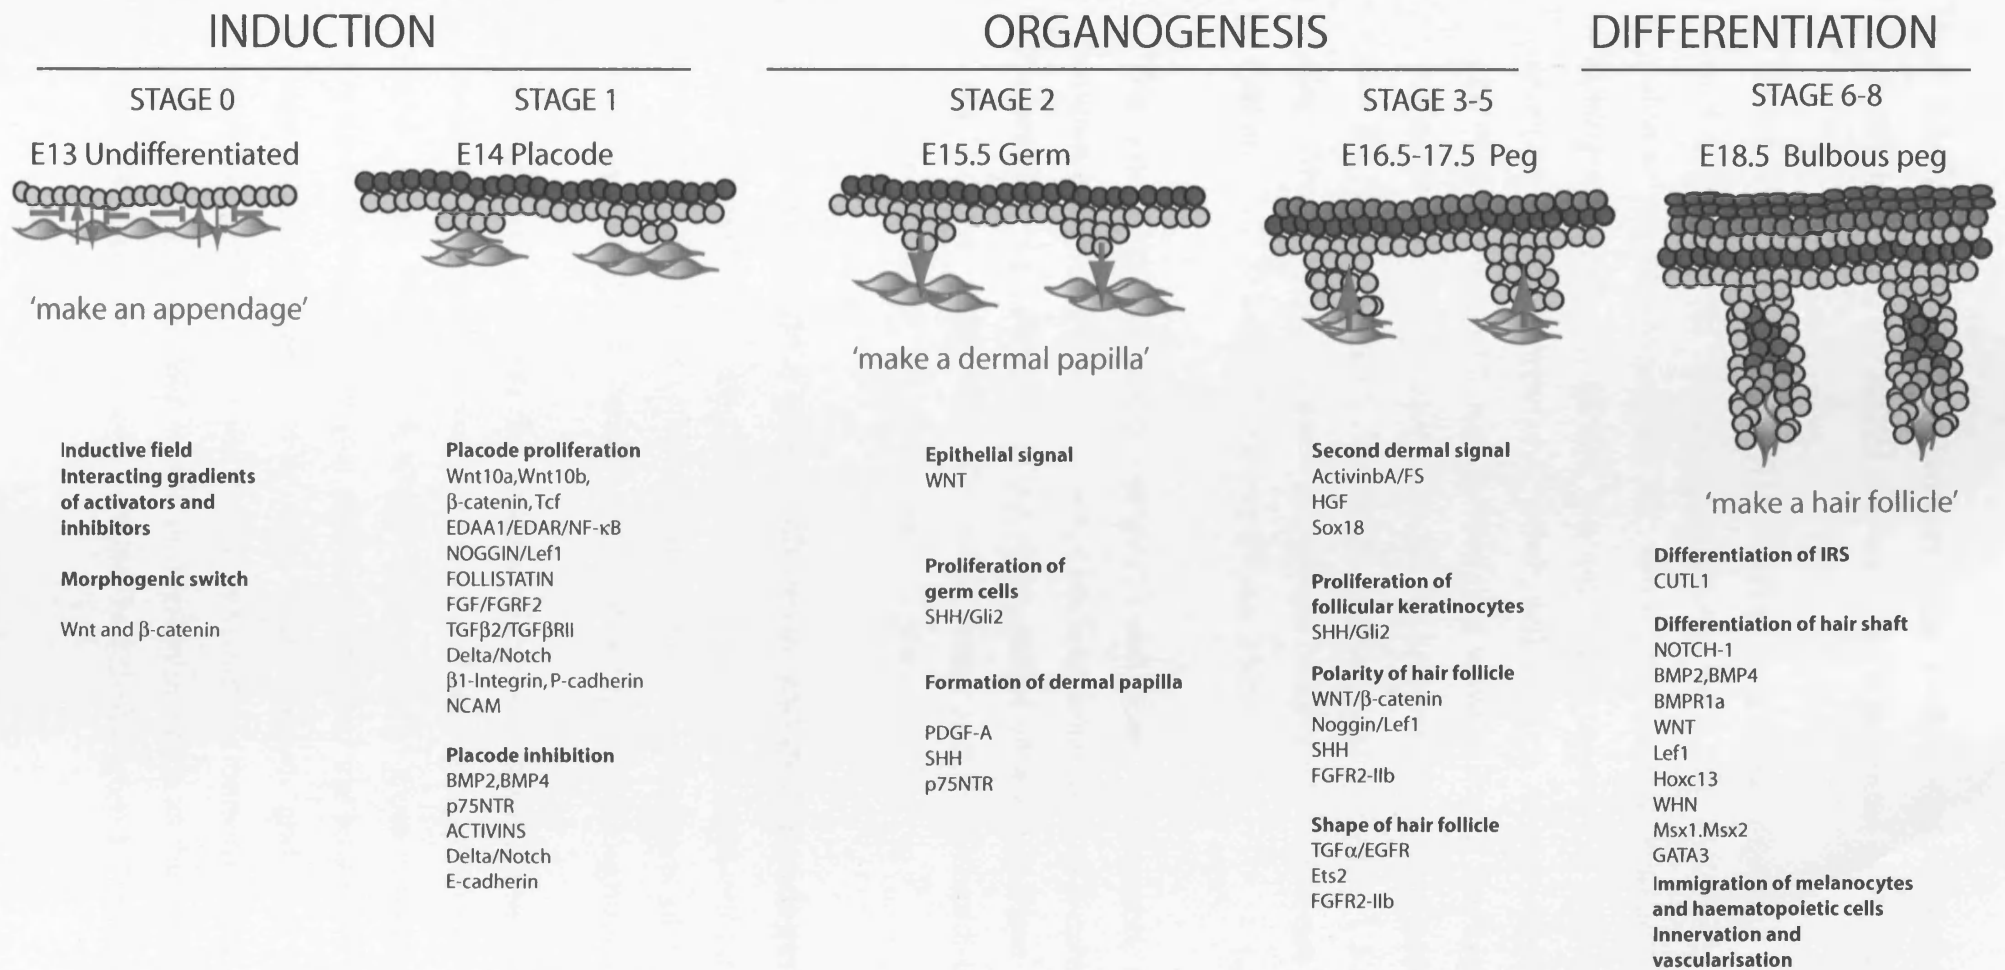 INDUCTION
STAGE 0
E13 Undifferentiated
'make an appendage'
Inductive field
Interacting gradients
of activators and
inhibitors
Morphogenic switch
Wnt and β-catenin
STAGE 1
E14 Placode
Placode proliferation
Wnt10a,Wnt10b,
β-catenin,Tcf
EDAA1/EDAR/NF-κB
NOGGIN/Lef1
FOLLISTATIN
FGF/FGRF2
TGFβ2/TGFβRII
Delta/Notch
β1-Integrin, P-cadherin
NCAM
Placode inhibition
BMP2,BMP4
p75NTR
ACTIVINS
Delta/Notch
E-cadherin
ORGANOGENESIS
STAGE 2
E15.5 Germ
'make a dermal papilla'
Epithelial signal
WNT
Proliferation of
germ cells
SHH/Gli2
Formation of dermal papilla
PDGF-A
SHH
p75NTR
STAGE 3-5
E16.5-17.5 Peg
Second dermal signal
ActivinbA/FS
HGF
Sox18
Proliferation of
follicular keratinocytes
SHH/Gli2
Polarity of hair follicle
WNT/β-catenin
Noggin/Lef1
SHH
FGFR2-IIb
Shape of hair follicle
TGFα/EGFR
Ets2
FGFR2-IIb
DIFFERENTIATION
STAGE 6-8
E18.5 Bulbous peg
'make a hair follicle'
Differentiation of IRS
CUTL1
Differentiation of hair shaft
NOTCH-1
BMP2,BMP4
BMPR1a
WNT
Lef1
Hoxc13
WHN
Msx1.Msx2
GATA3
Immigration of melanocytes
and haematopoietic cells
Innervation and
vascularisation